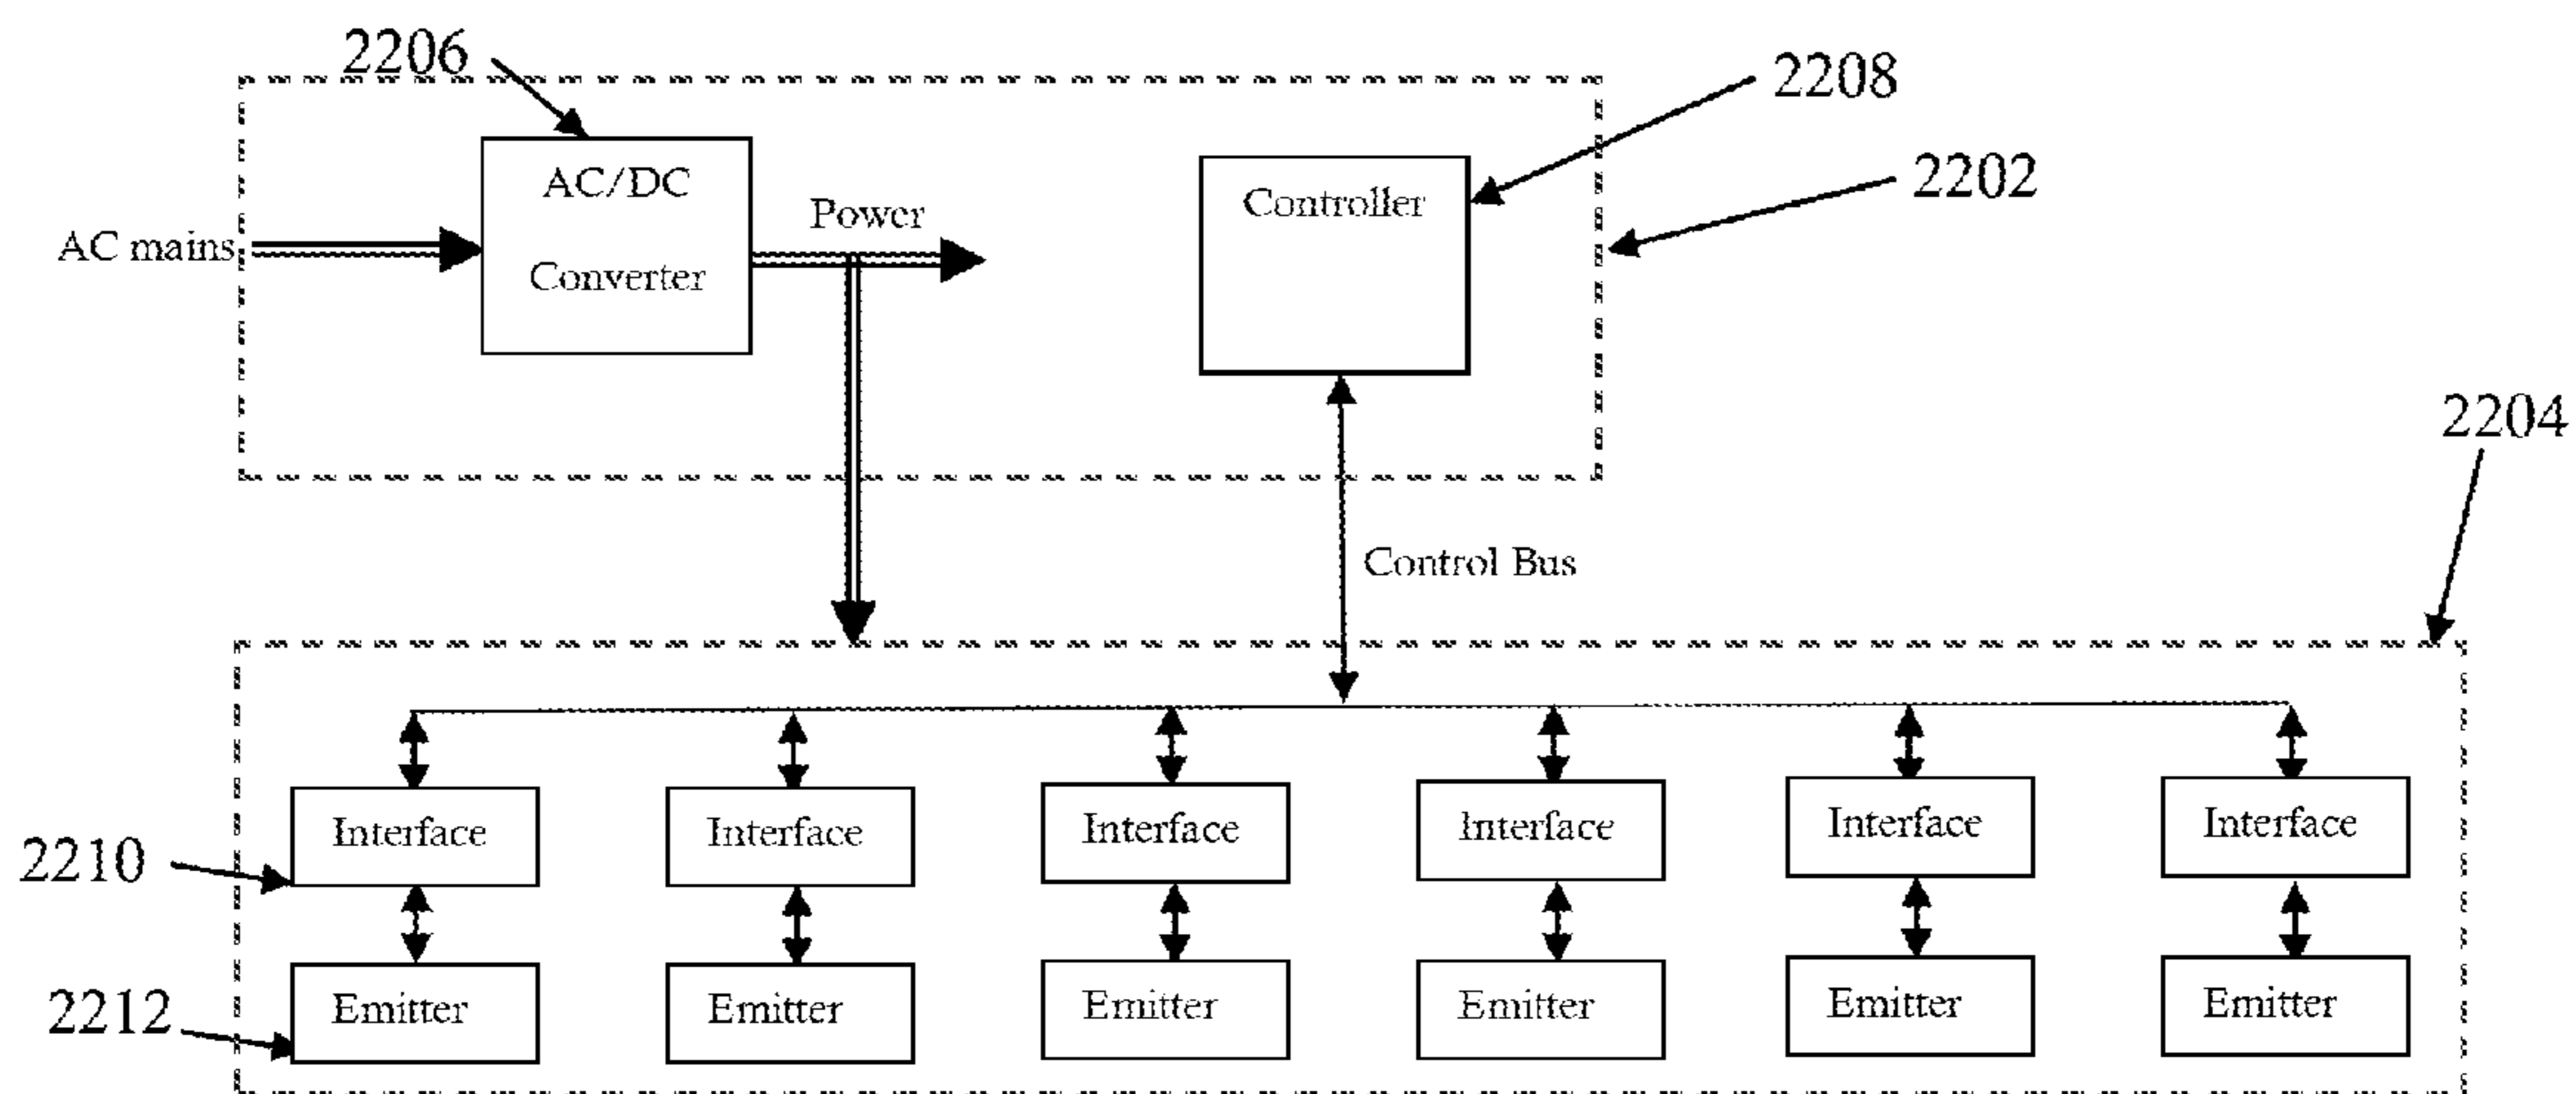 2206
2208
AC/DC
Converter
Power
Controller
2202
AC mains
2204
Control Bus
Interface
Interface
Interface
Interface
Interface
Interface
2210
Emitter
Emitter
Emitter
Emitter
Emitter
Emitter
2212